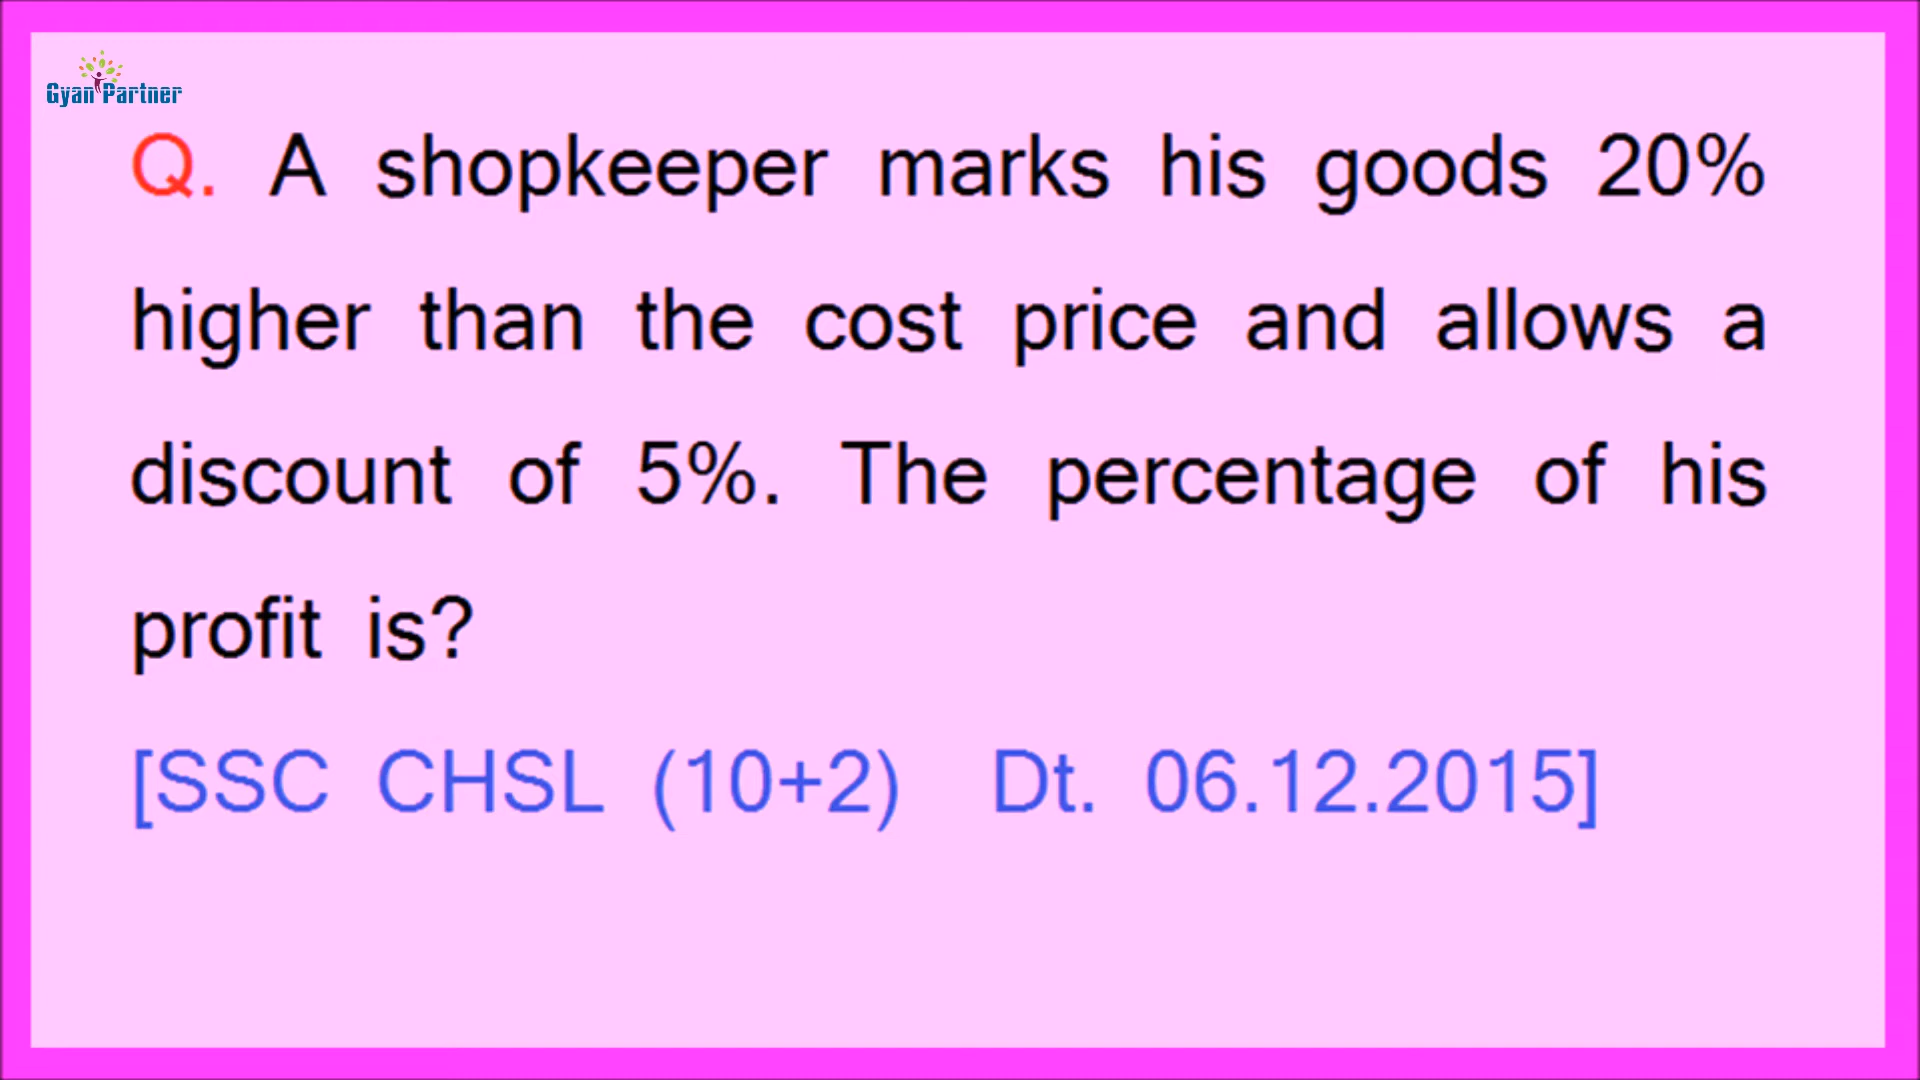 Gyan Partner
Q. A shopkeeper marks his goods 20%
higher than the cost price and allows a
discount of 5%. The percentage of his
profit is?
[SSC CHSL (10+2) Dt. 06.12.2015]